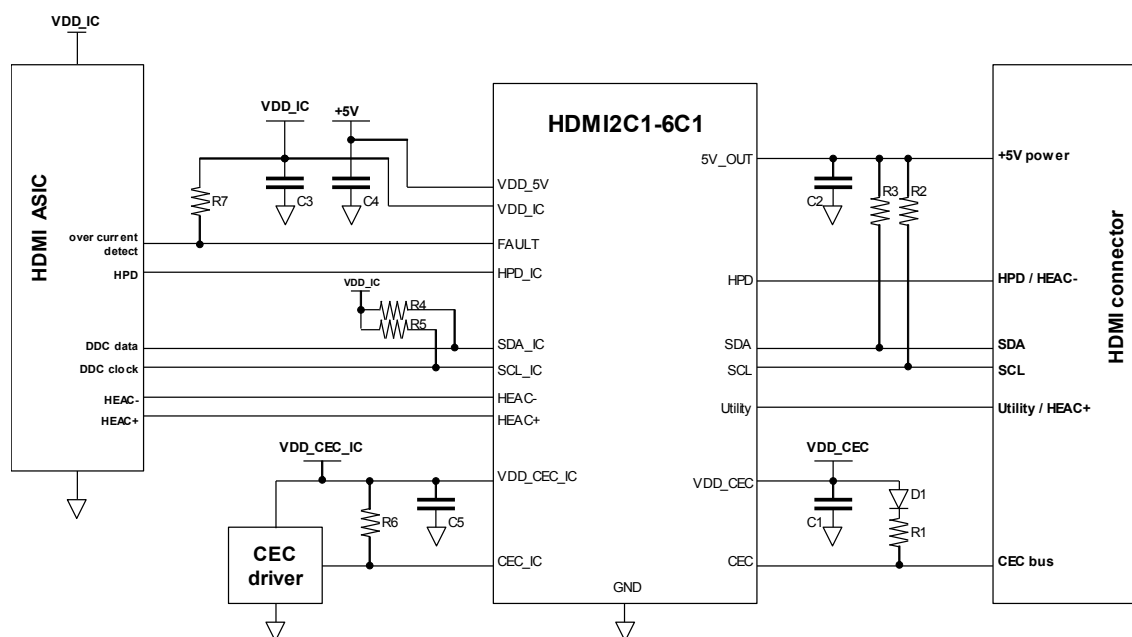 VDD_IC
HDMI ASIC
over current
detect
HPD
DDC data
DDC clock
HEAC-
HEAC+
VDD_IC
+5V
R7
C3
C4
VDD_IC
R4
R5
VDD_CEC_IC
R6
C5
CEC
driver
HDMI2C1-6C1
VDD_5V
VDD_IC
FAULT
HPD_IC
SDA_IC
SCL_IC
HEAC-
HEAC+
VDD_CEC_IC
CEC_IC
GND
5V_OUT
HPD
SDA
SCL
Utility
VDD_CEC
CEC
C2
R3
R2
VDD_CEC
C1
D1
R1
+5V power
HPD / HEAC-
SDA
SCL
Utility / HEAC+
CEC bus
HDMI connector